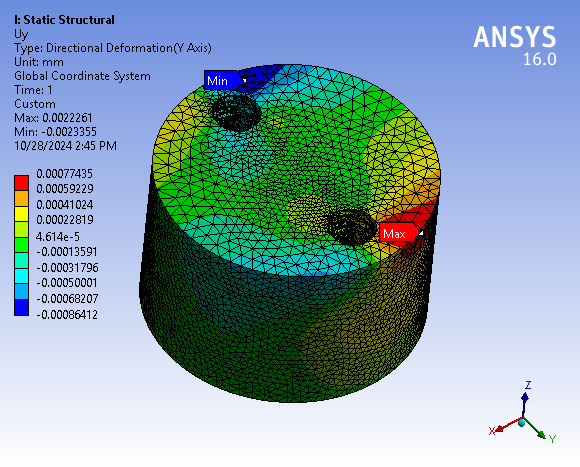 I: Static Structural
Uy
Type: Directional Deformation(Y Axis)
Unit: mm
Global Coordinate System
Time: 1
Custom
Max: 0.0022261
Min: -0.0023355
10/28/2024 2:45 PM
ANSYS
16.0
0.00077435
0.00059229
0.00041024
0.00022819
4.614e-5
-0.00013591
-0.00031796
-0.00050001
-0.00068207
-0.00086412
Min
Max
Z
X
Y